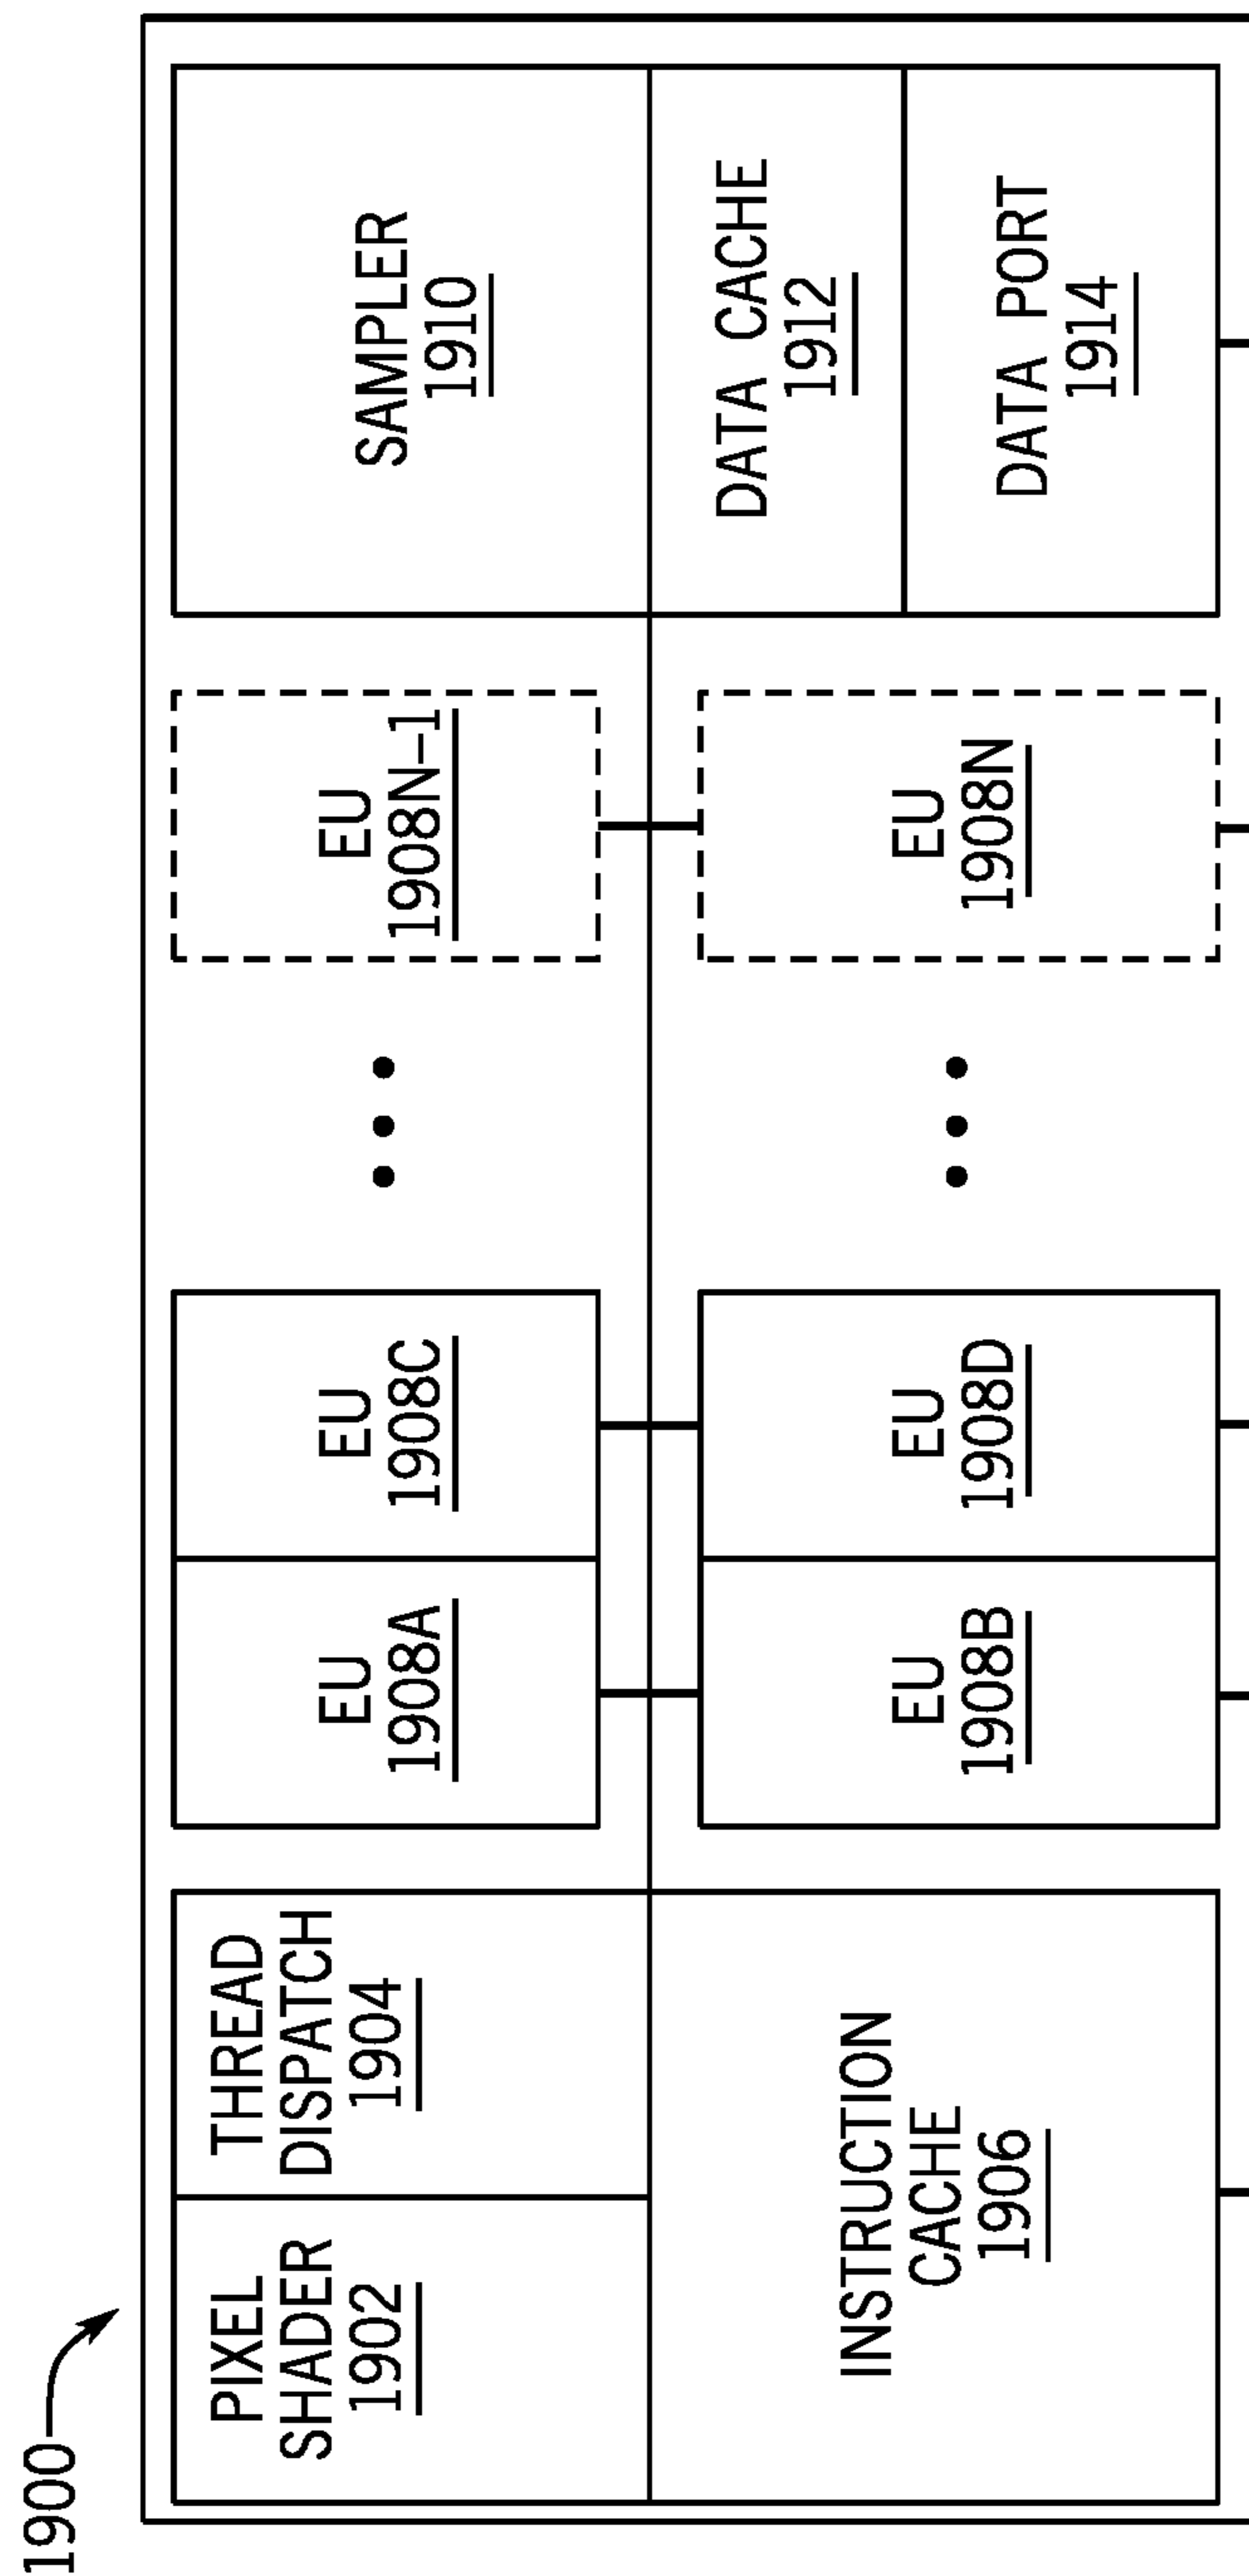 1900
PIXEL
SHADER
1902
THREAD
DISPATCH
1904
INSTRUCTION
CACHE
1906
EU
1908A
EU
1908C
EU
1908B
EU
1908D
EU
1908N–1
EU
1908N
SAMPLER
1910
DATA CACHE
1912
DATA PORT
1914